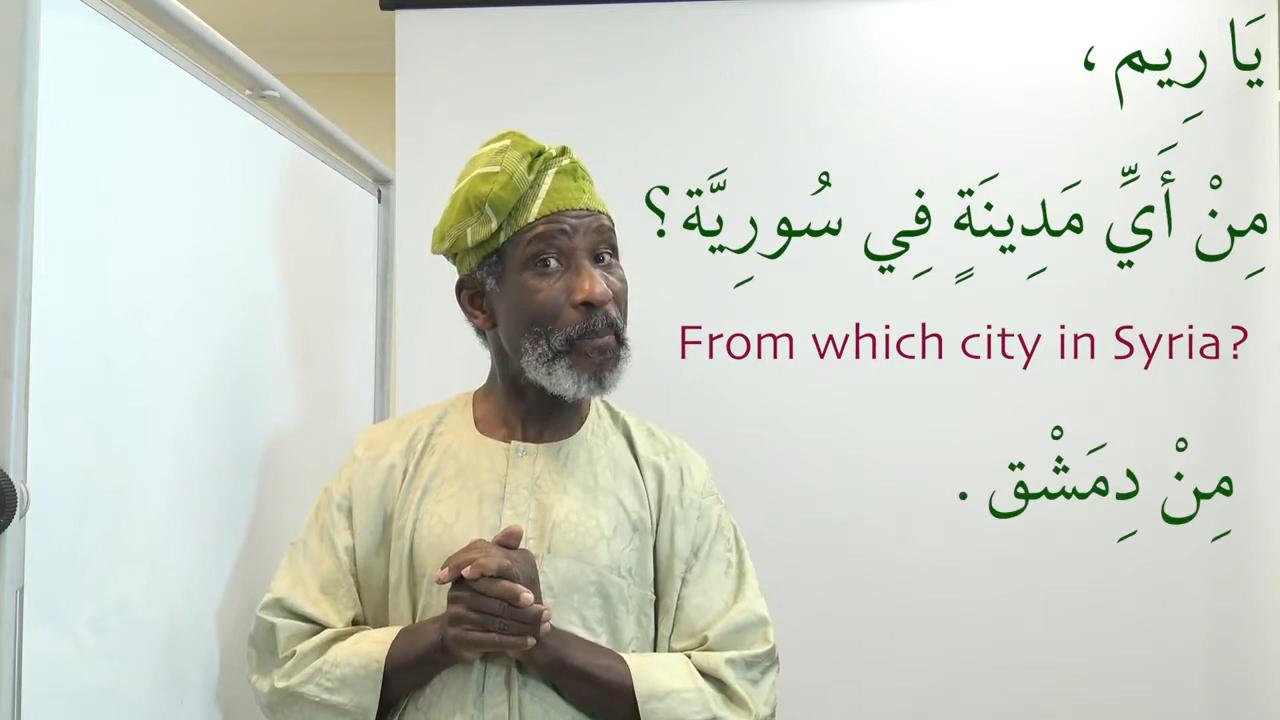 يَا رِيم ،
مِنْ أَيِّ مَدِينَةٍ فِي سُورِيَّة؟
From which city in Syria?
مِنْ دِمَشْق .